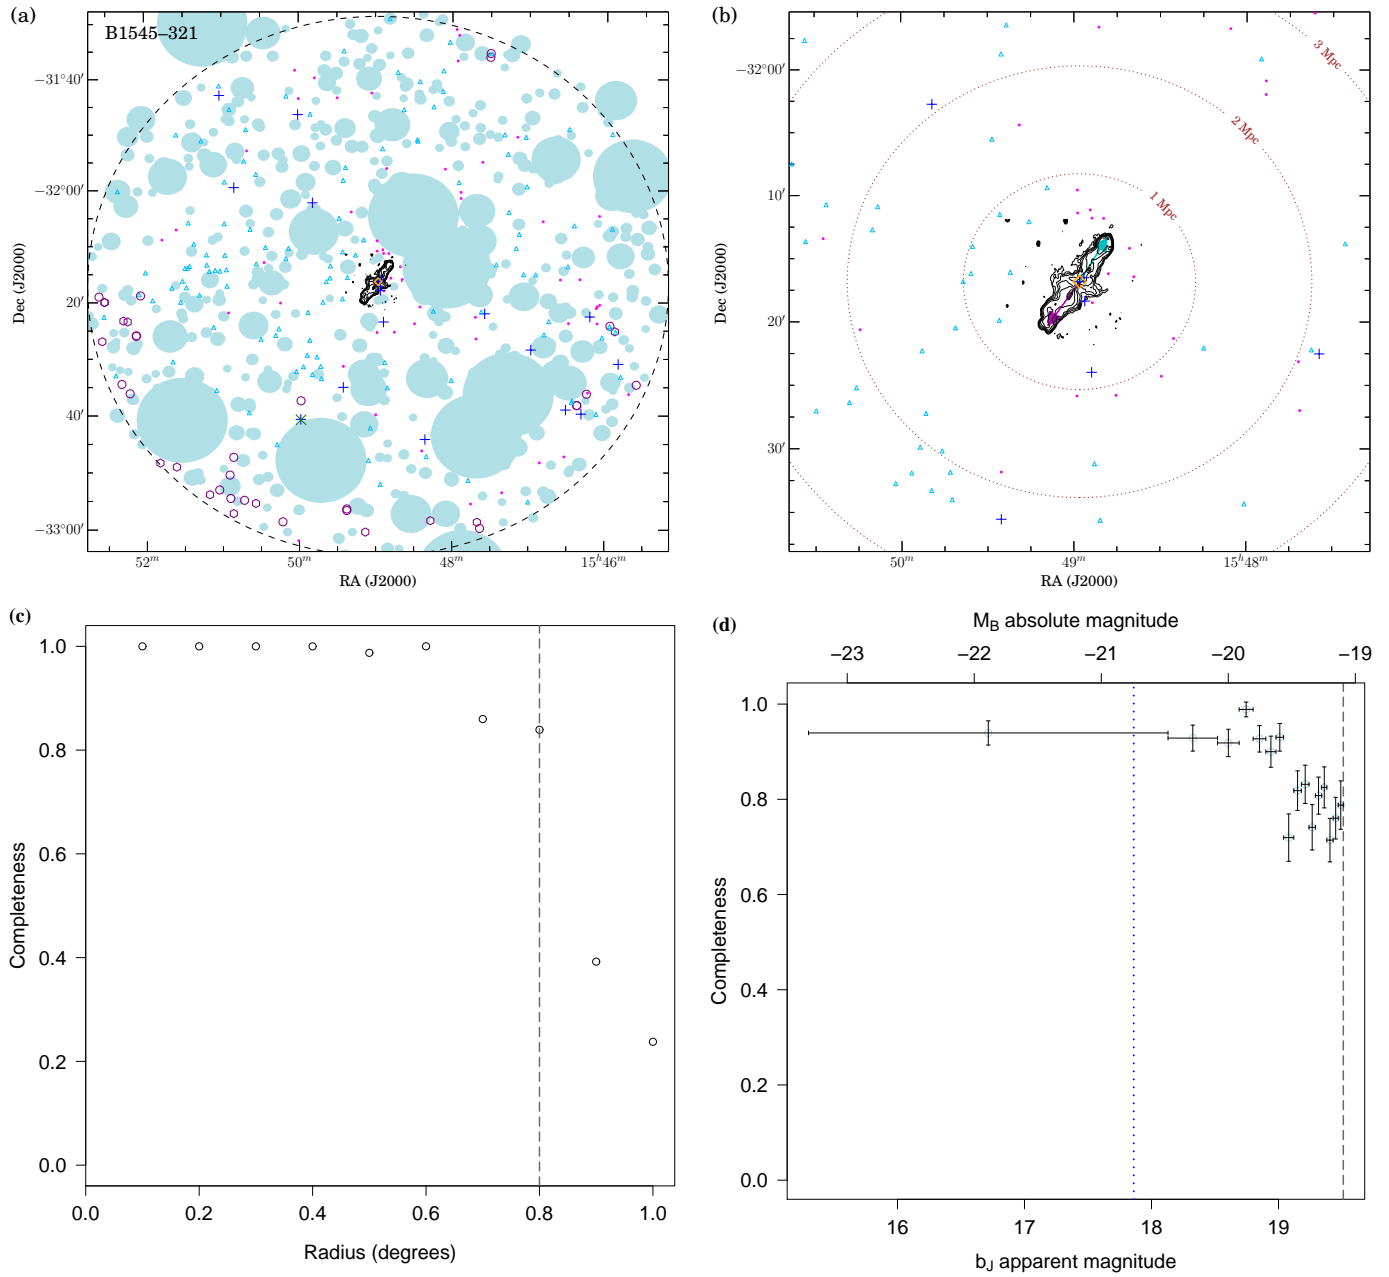 (a)
B1545–321
Dec (J2000)
−31°40′
−32°00′
20′
40′
−33°00′
52ᵐ
50ᵐ
48ᵐ
15ʰ46ᵐ
RA (J2000)
(b)
3 Mpc
2 Mpc
1 Mpc
Dec (J2000)
−32°00′
10′
20′
30′
50ᵐ
49ᵐ
15ʰ48ᵐ
RA (J2000)
(c)
Completeness
1.0
0.8
0.6
0.4
0.2
0.0
0.0 0.2 0.4 0.6 0.8 1.0
Radius (degrees)
(d)
M_B absolute magnitude
−23 −22 −21 −20 −19
Completeness
1.0
0.8
0.6
0.4
0.2
0.0
16 17 18 19
b_J apparent magnitude